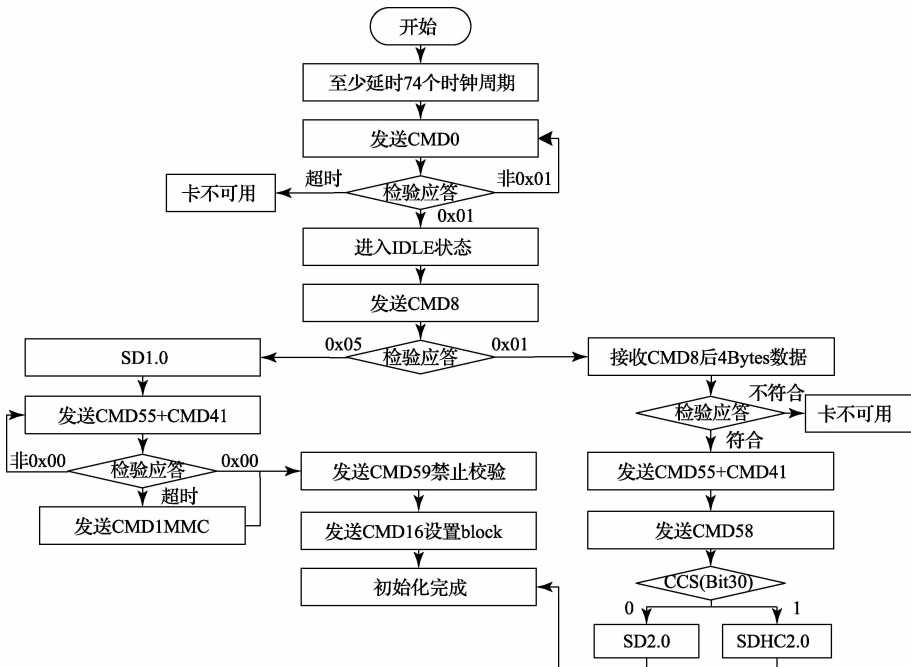 开始
至少延时74个时钟周期
发送CMD0
超时
检验应答
非0x01
卡不可用
0x01
进入IDLE状态
发送CMD8
0x05
检验应答
0x01
SD1.0
接收CMD8后4Bytes数据
不符合
发送CMD55+CMD41
检验应答
卡不可用
符合
非0x00
检验应答
0x00
发送CMD59禁止校验
发送CMD55+CMD41
超时
发送CMD1MMC
发送CMD16设置block
发送CMD58
初始化完成
CCS(Bit30)
0
1
SD2.0
SDHC2.0